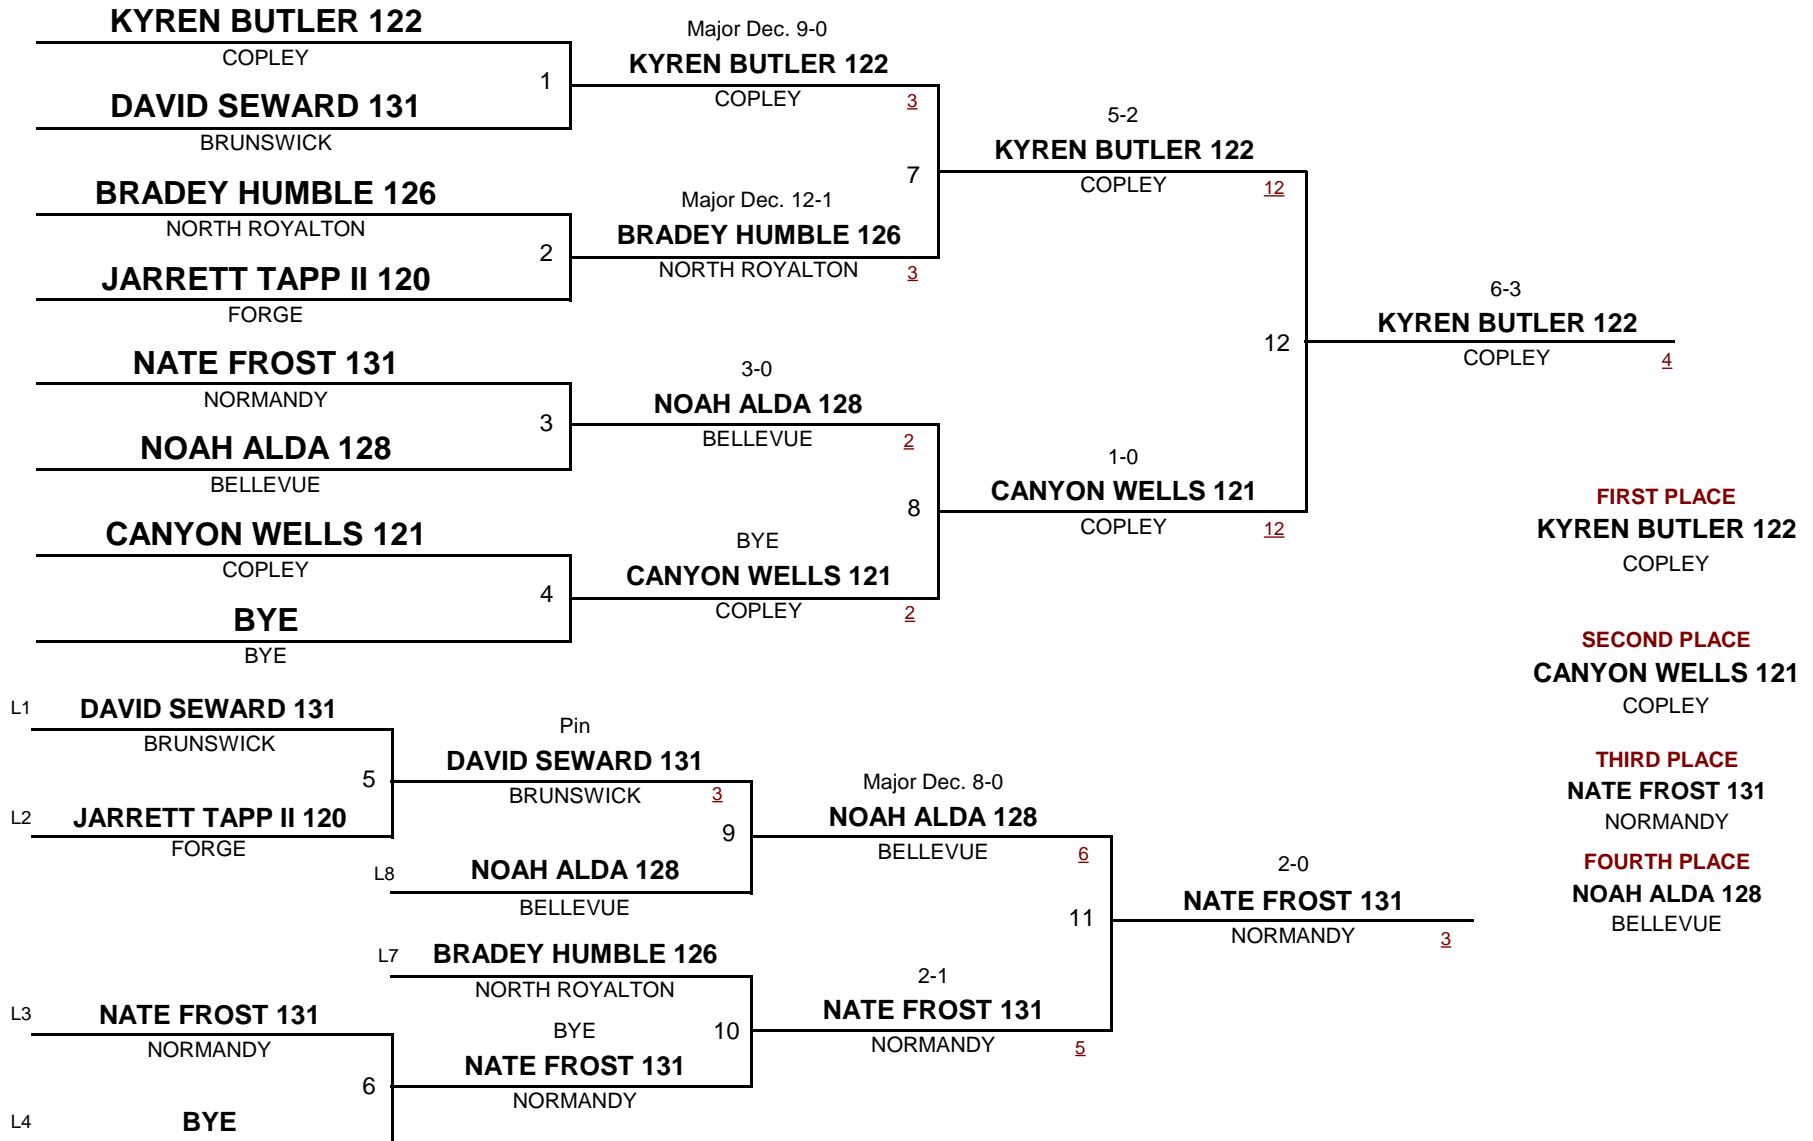 KYREN BUTLER 122
COPLEY
1
DAVID SEWARD 131
BRUNSWICK
BRADEY HUMBLE 126
NORTH ROYALTON
2
JARRETT TAPP II 120
FORGE
NATE FROST 131
NORMANDY
3
NOAH ALDA 128
BELLEVUE
CANYON WELLS 121
COPLEY
4
BYE
BYE
Major Dec. 9-0
KYREN BUTLER 122
COPLEY 3
7
Major Dec. 12-1
BRADEY HUMBLE 126
NORTH ROYALTON 3
3-0
NOAH ALDA 128
BELLEVUE 2
8
BYE
CANYON WELLS 121
COPLEY 2
5-2
KYREN BUTLER 122
COPLEY 12
12
1-0
CANYON WELLS 121
COPLEY 12
6-3
KYREN BUTLER 122
COPLEY 4
FIRST PLACE
KYREN BUTLER 122
COPLEY
SECOND PLACE
CANYON WELLS 121
COPLEY
THIRD PLACE
NATE FROST 131
NORMANDY
FOURTH PLACE
NOAH ALDA 128
BELLEVUE
L1 DAVID SEWARD 131
BRUNSWICK
5
L2 JARRETT TAPP II 120
FORGE
L3 NATE FROST 131
NORMANDY
6
L4 BYE
Pin
DAVID SEWARD 131
BRUNSWICK 3
9
L8 NOAH ALDA 128
BELLEVUE
L7 BRADEY HUMBLE 126
NORTH ROYALTON
BYE 10
NATE FROST 131
NORMANDY
Major Dec. 8-0
NOAH ALDA 128
BELLEVUE 6
11
2-1
NATE FROST 131
NORMANDY 5
2-0
NATE FROST 131
NORMANDY 3